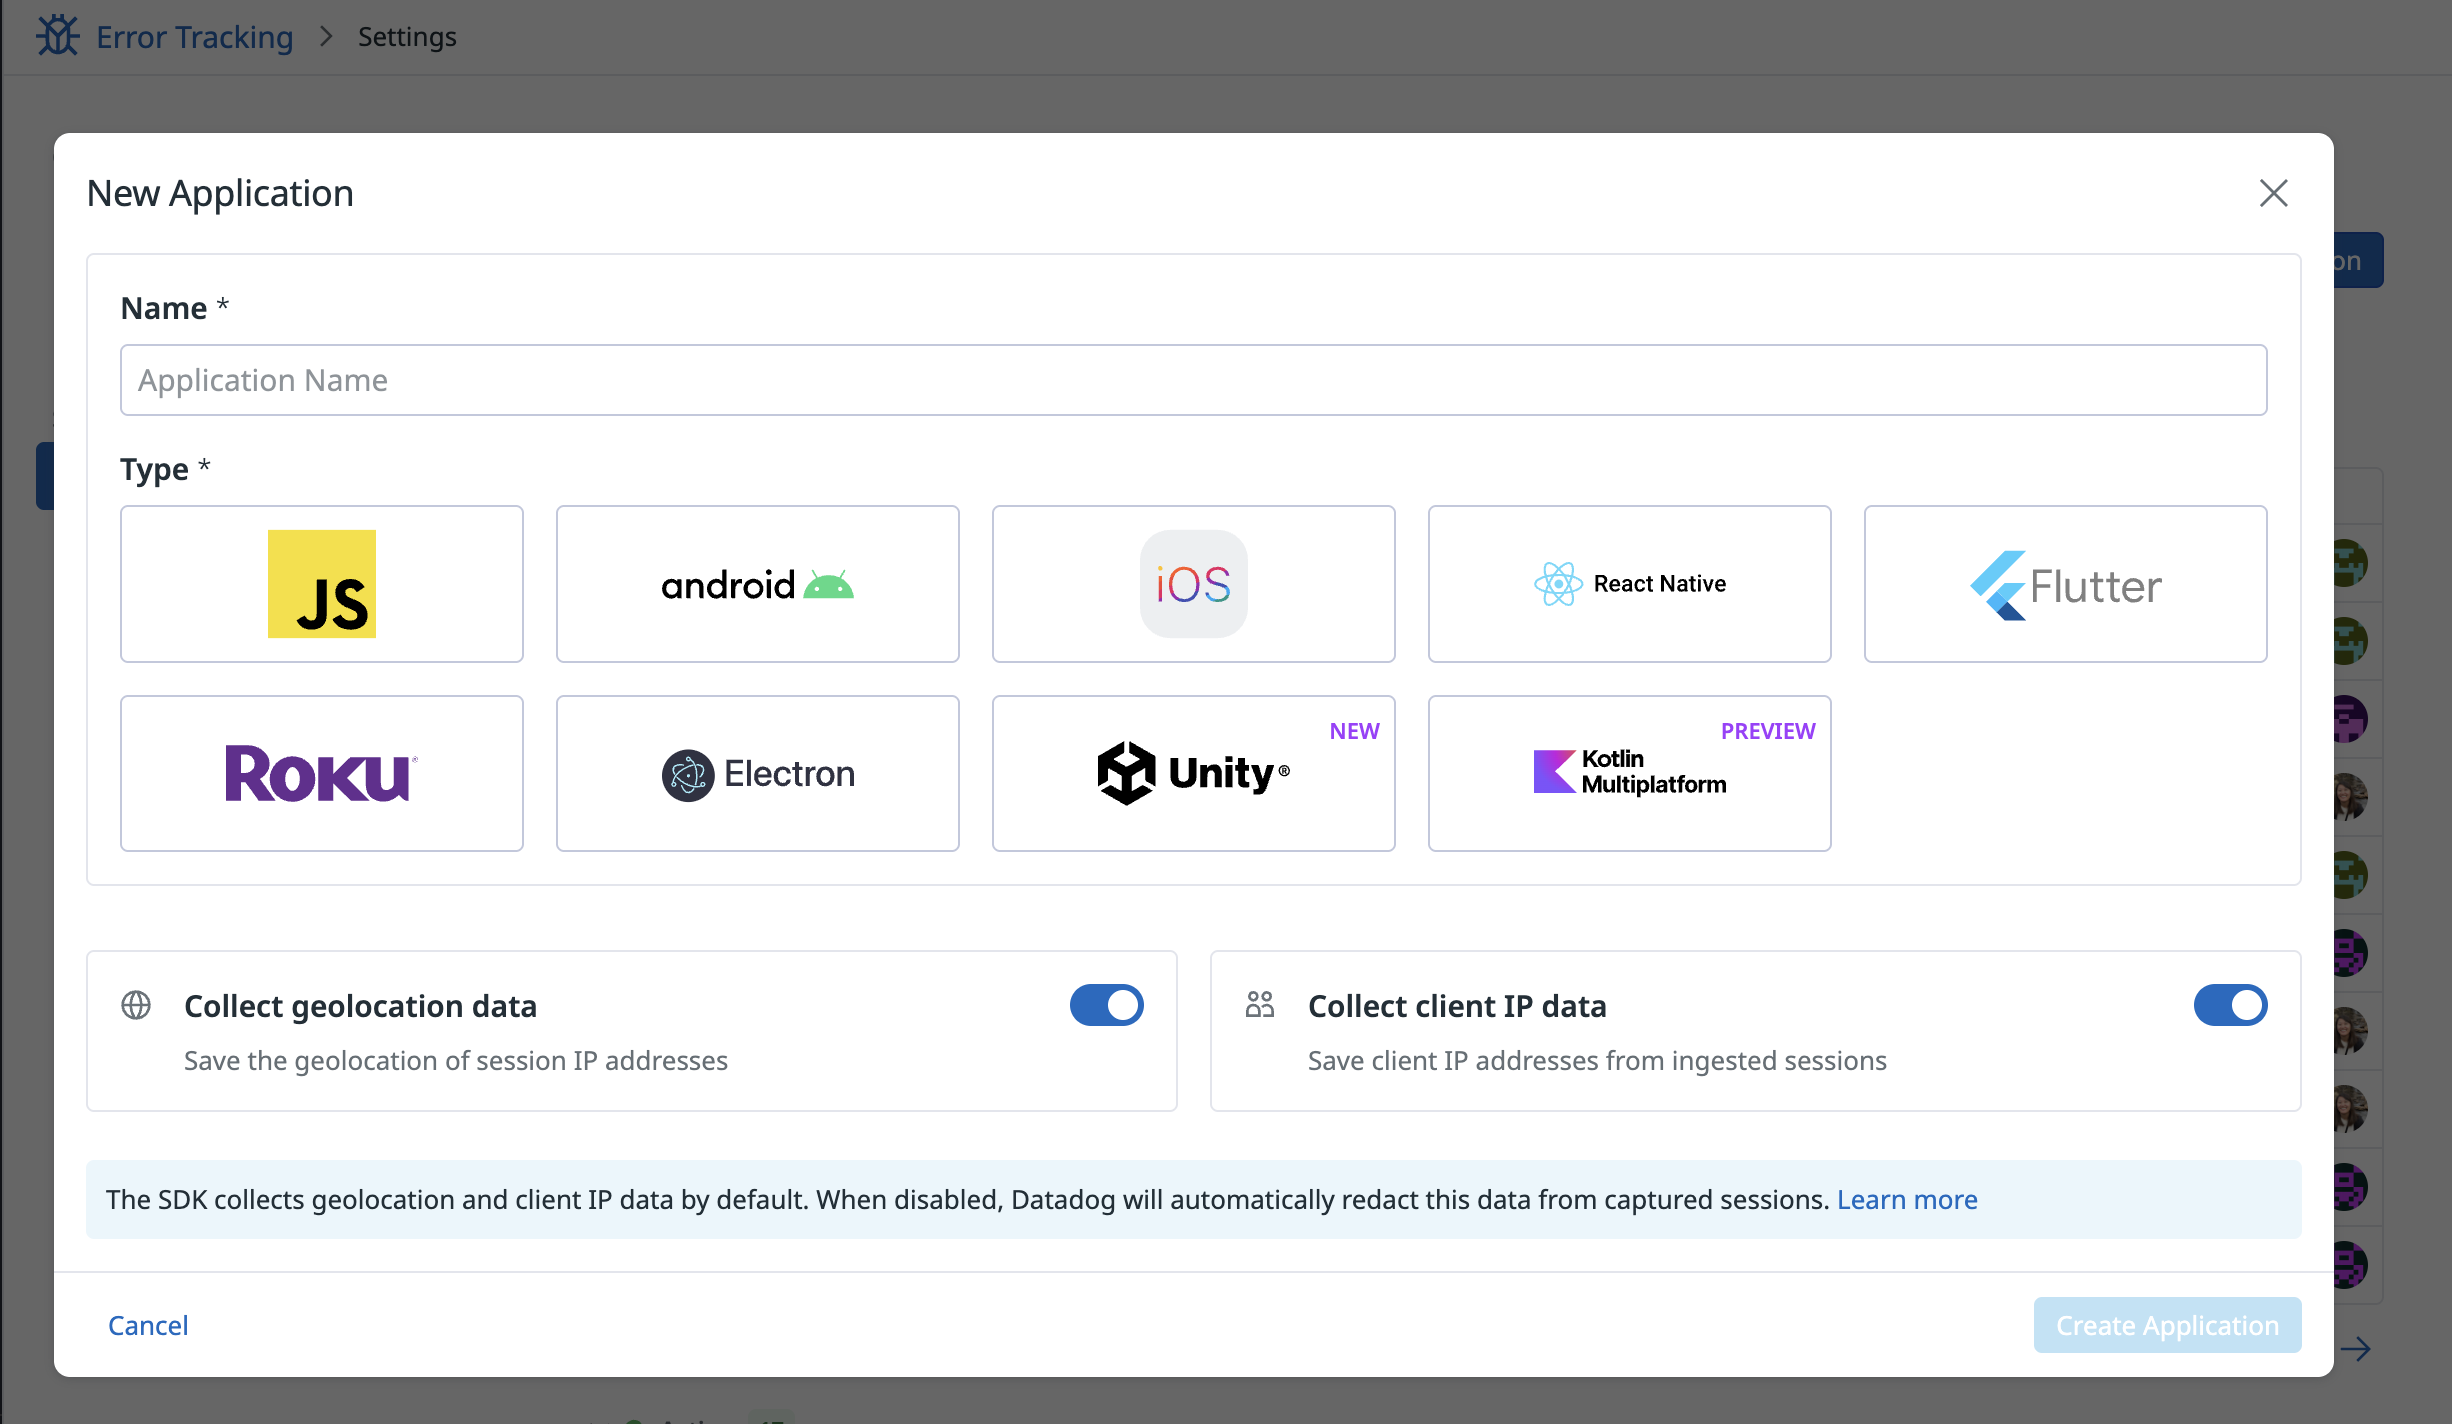 Error Tracking > Settings
New Application
on
Name *
Application Name
Type *
JS
android
iOS
React Native
Flutter
ROKU
Electron
NEW
Unity®
PREVIEW
Kotlin
Multiplatform
Collect geolocation data
Save the geolocation of session IP addresses
Collect client IP data
Save client IP addresses from ingested sessions
The SDK collects geolocation and client IP data by default. When disabled, Datadog will automatically redact this data from captured sessions. Learn more
Cancel
Create Application